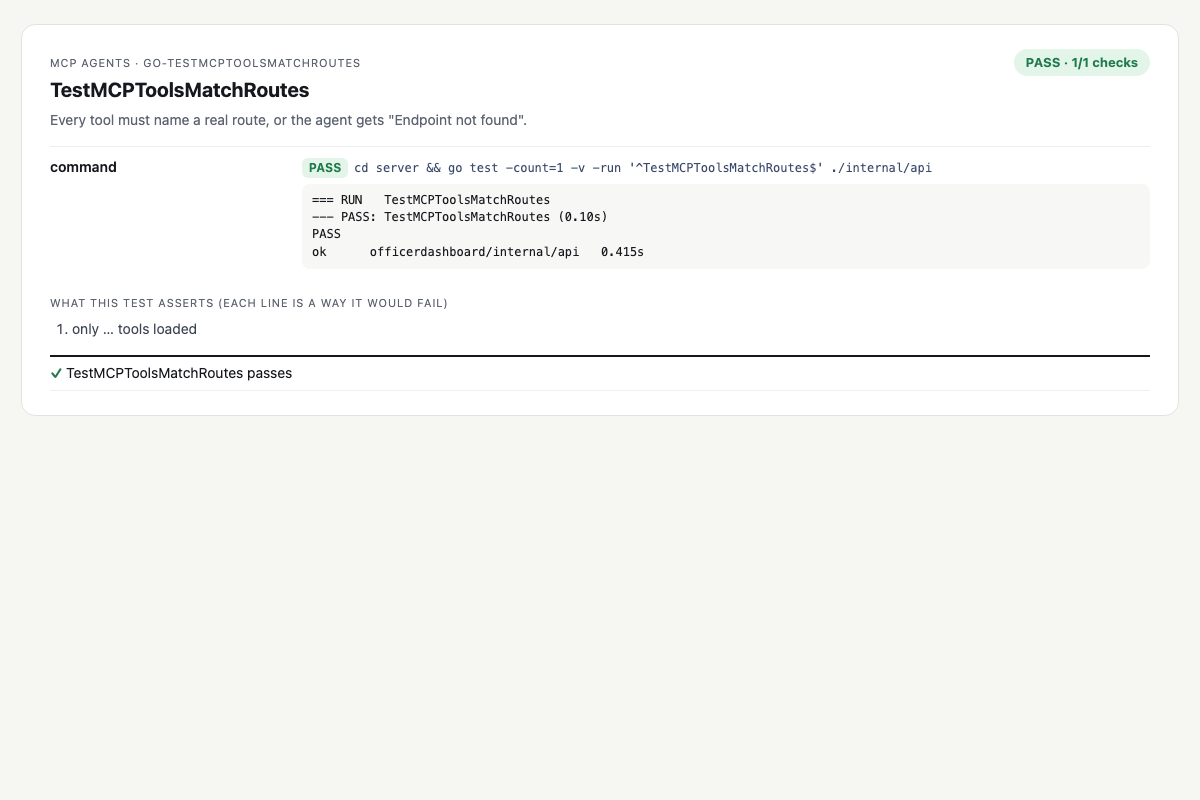 MCP AGENTS · GO-TESTMCPTOOLSMATCHROUTES
PASS · 1/1 checks
TestMCPToolsMatchRoutes
Every tool must name a real route, or the agent gets "Endpoint not found".
command
PASS cd server && go test -count=1 -v -run '^TestMCPToolsMatchRoutes$' ./internal/api
=== RUN   TestMCPToolsMatchRoutes
--- PASS: TestMCPToolsMatchRoutes (0.10s)
PASS
ok      officerdashboard/internal/api   0.415s
WHAT THIS TEST ASSERTS (EACH LINE IS A WAY IT WOULD FAIL)
1. only … tools loaded
✓ TestMCPToolsMatchRoutes passes